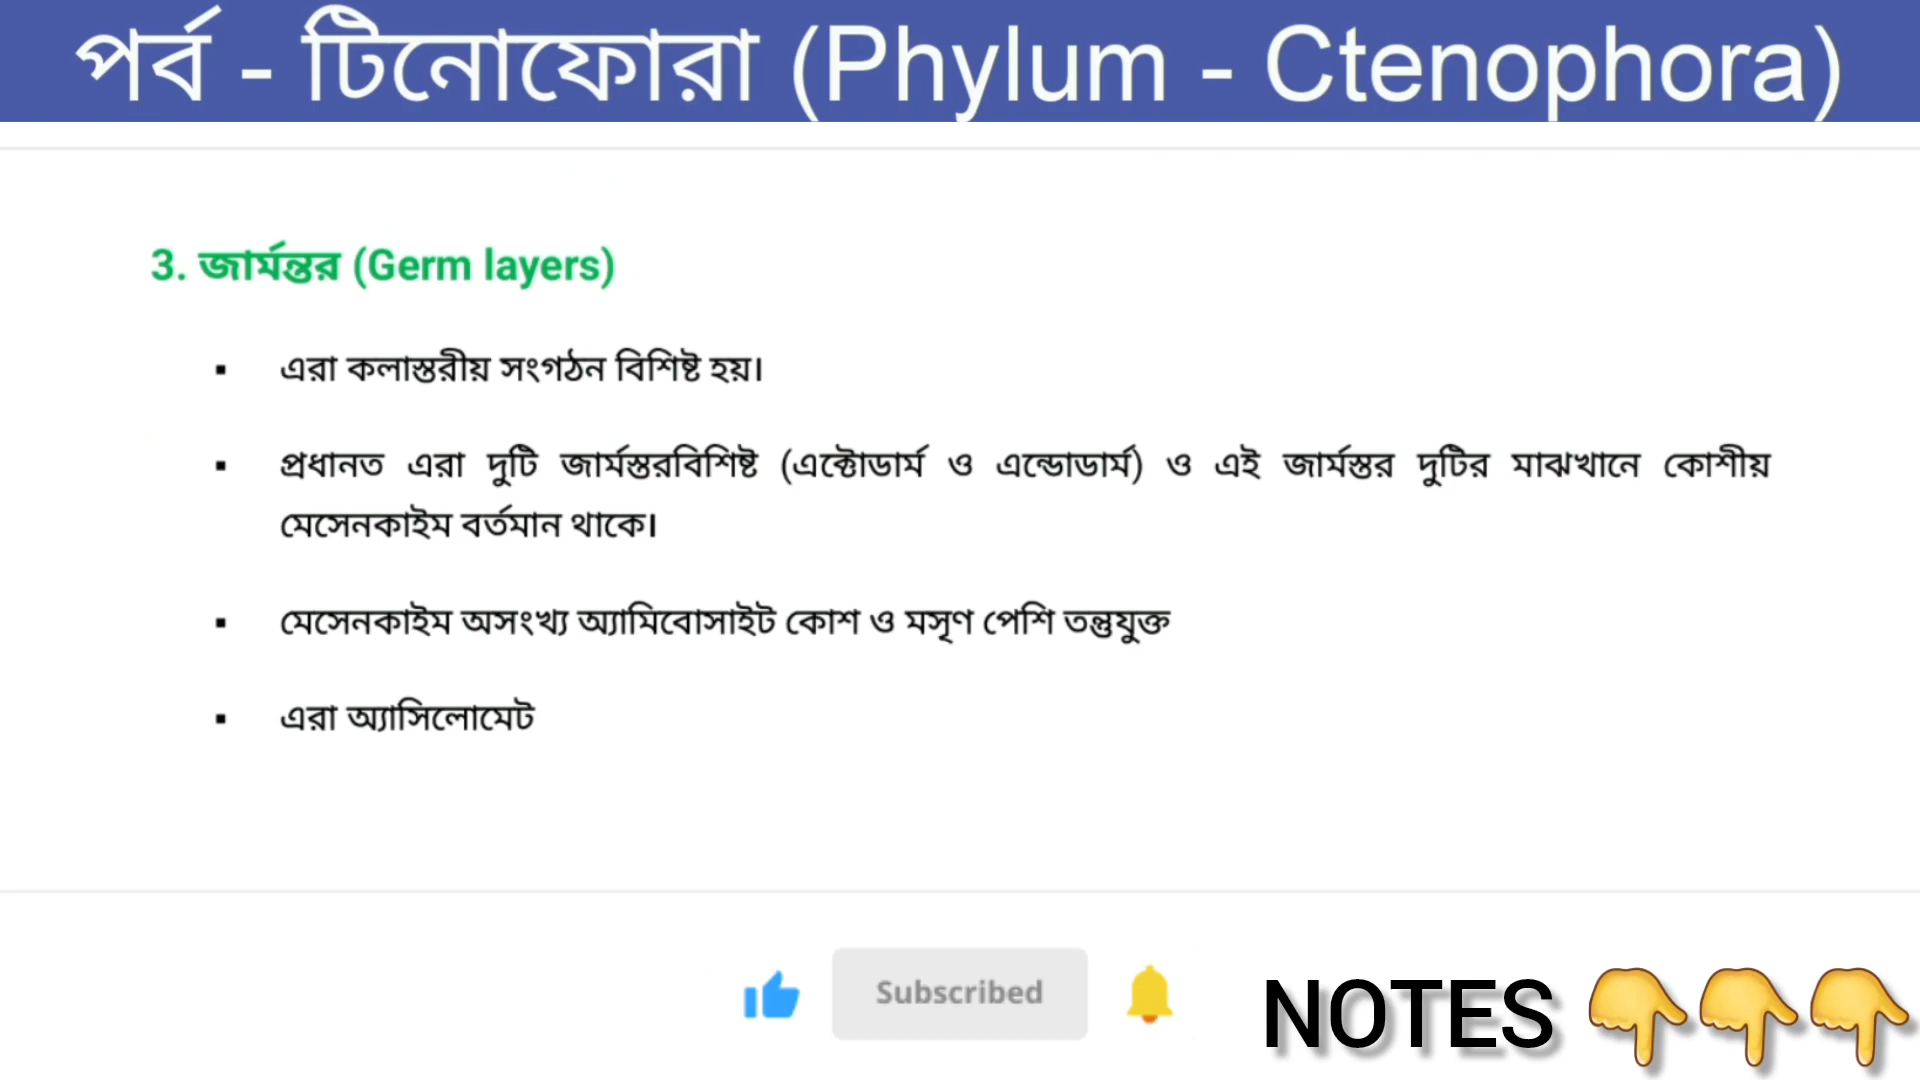 পর্ব - টিনোফোরা (Phylum - Ctenophora)
3. জার্মন্তর (Germ layers)
▪ এরা কলাস্তরীয় সংগঠন বিশিষ্ট হয়।
▪ প্রধানত এরা দুটি জার্মস্তরবিশিষ্ট (এক্টোডার্ম ও এন্ডোডার্ম) ও এই জার্মস্তর দুটির মাঝখানে কোশীয়
মেসেনকাইম বর্তমান থাকে।
▪ মেসেনকাইম অসংখ্য অ্যামিবোসাইট কোশ ও মসৃণ পেশি তন্তুযুক্ত
▪ এরা অ্যাসিলোমেট
Subscribed
NOTES 👇👇👇